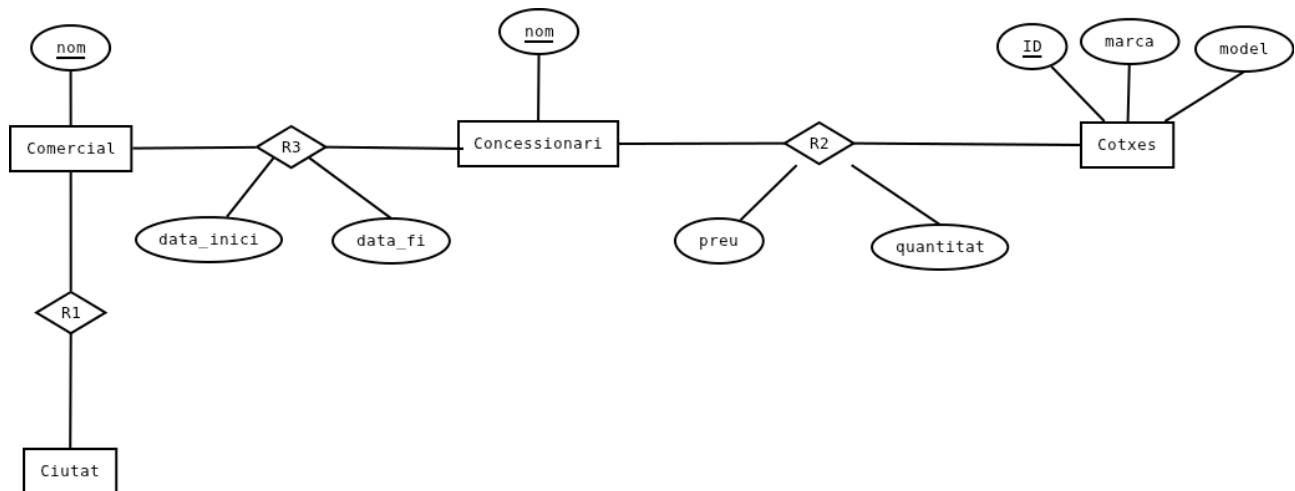 nom
nom
ID
marca
model
Comercial
R3
Concessionari
R2
Cotxes
data_inici
data_fi
preu
quantitat
R1
Ciutat